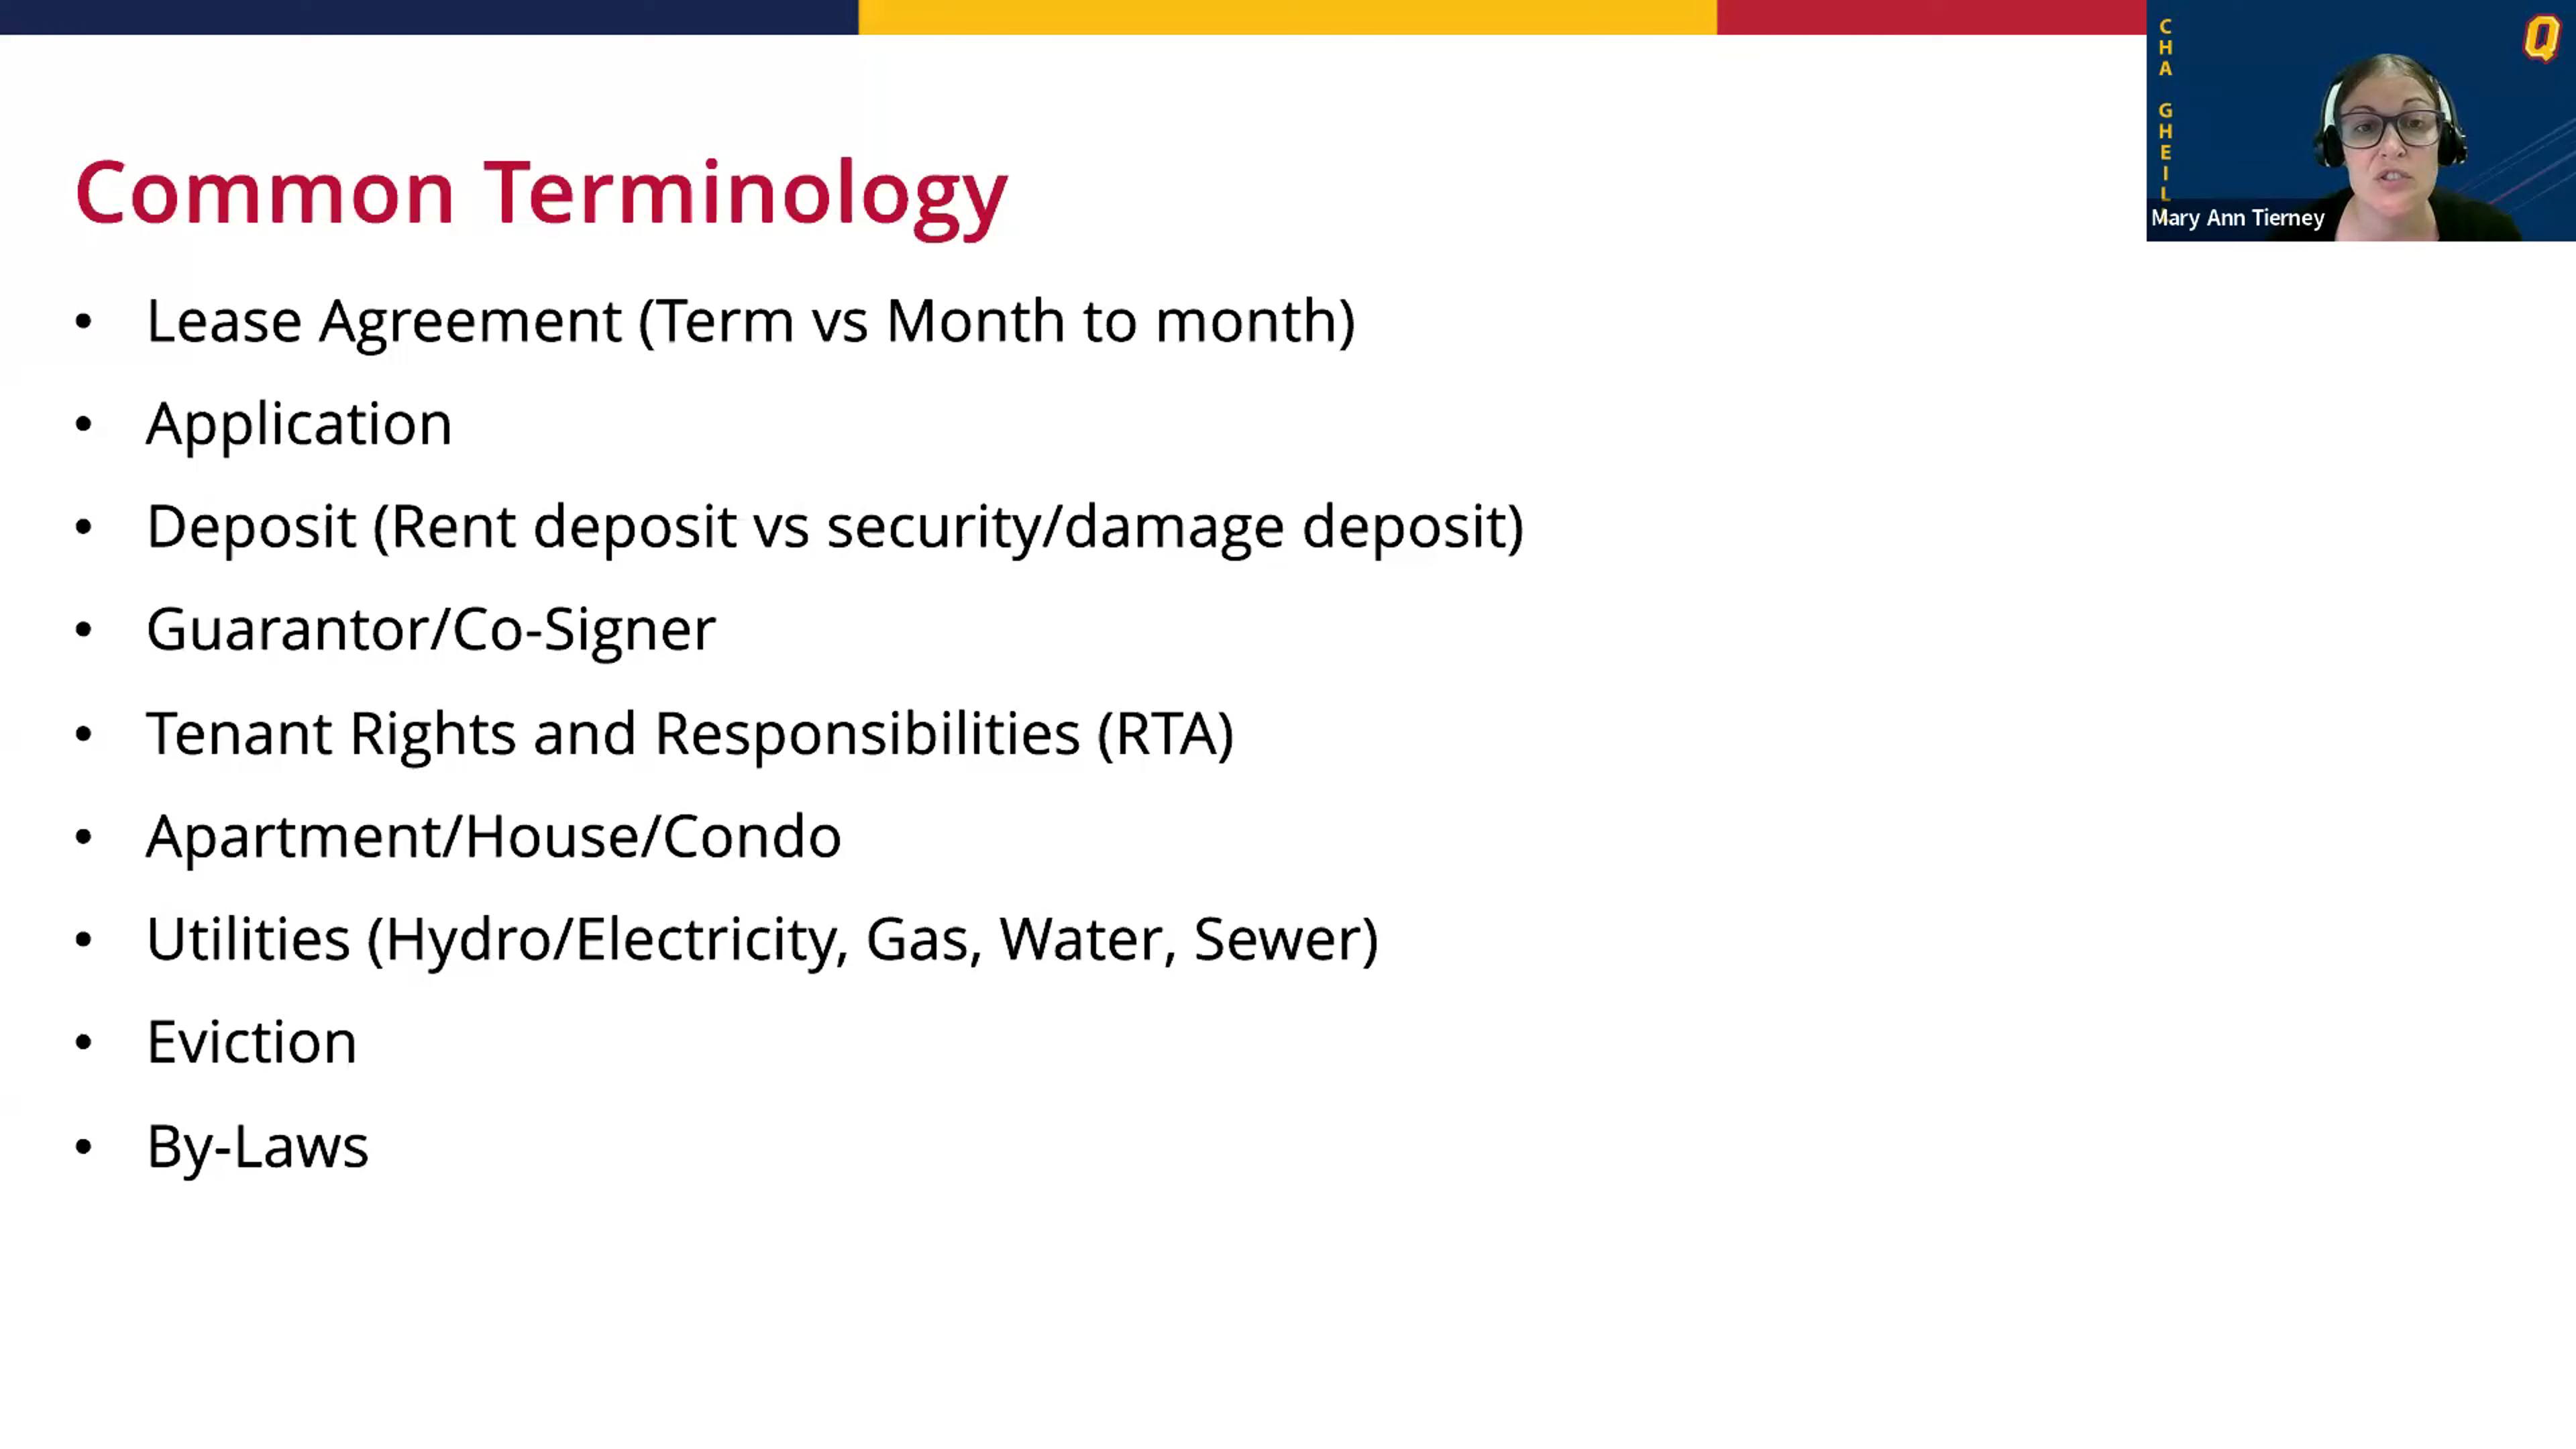 Common Terminology
• Lease Agreement (Term vs Month to month)
• Application
• Deposit (Rent deposit vs security/damage deposit)
• Guarantor/Co-Signer
• Tenant Rights and Responsibilities (RTA)
• Apartment/House/Condo
• Utilities (Hydro/Electricity, Gas, Water, Sewer)
• Eviction
• By-Laws
CHA
GHEIL
Q
Mary Ann Tierney